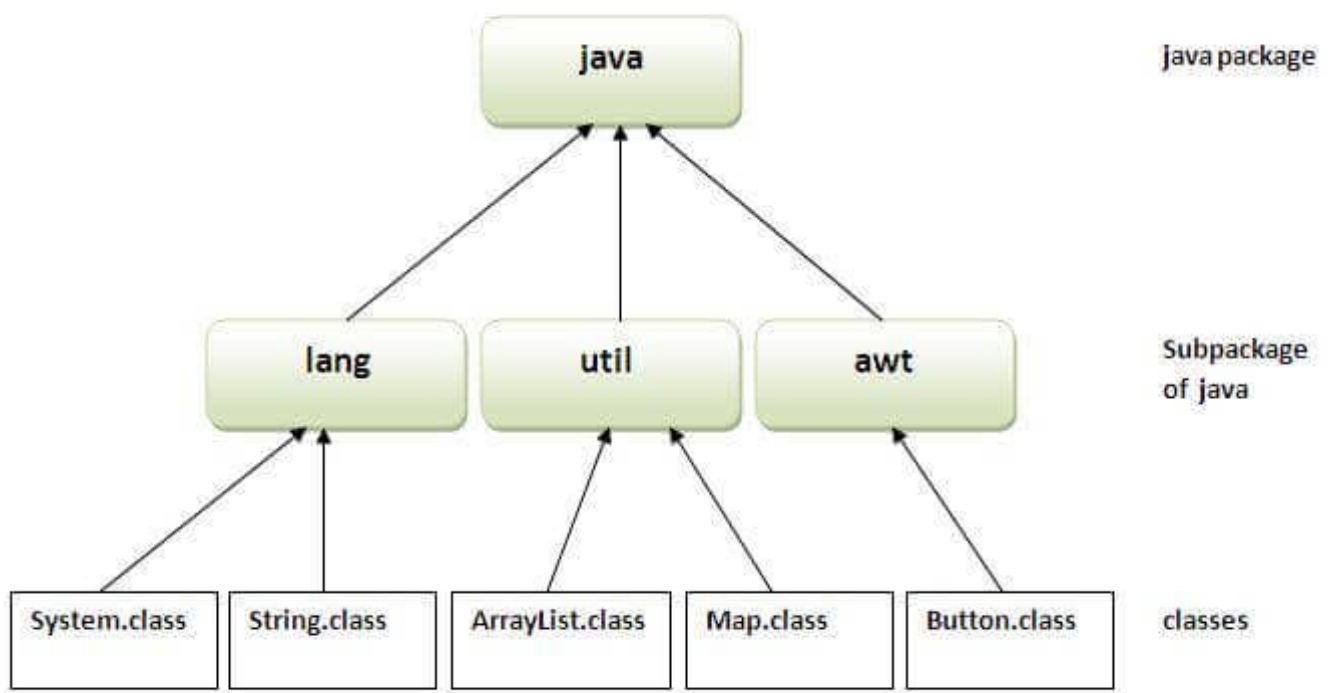 java
java package
lang
util
awt
Subpackage
of java
System.class
String.class
ArrayList.class
Map.class
Button.class
classes